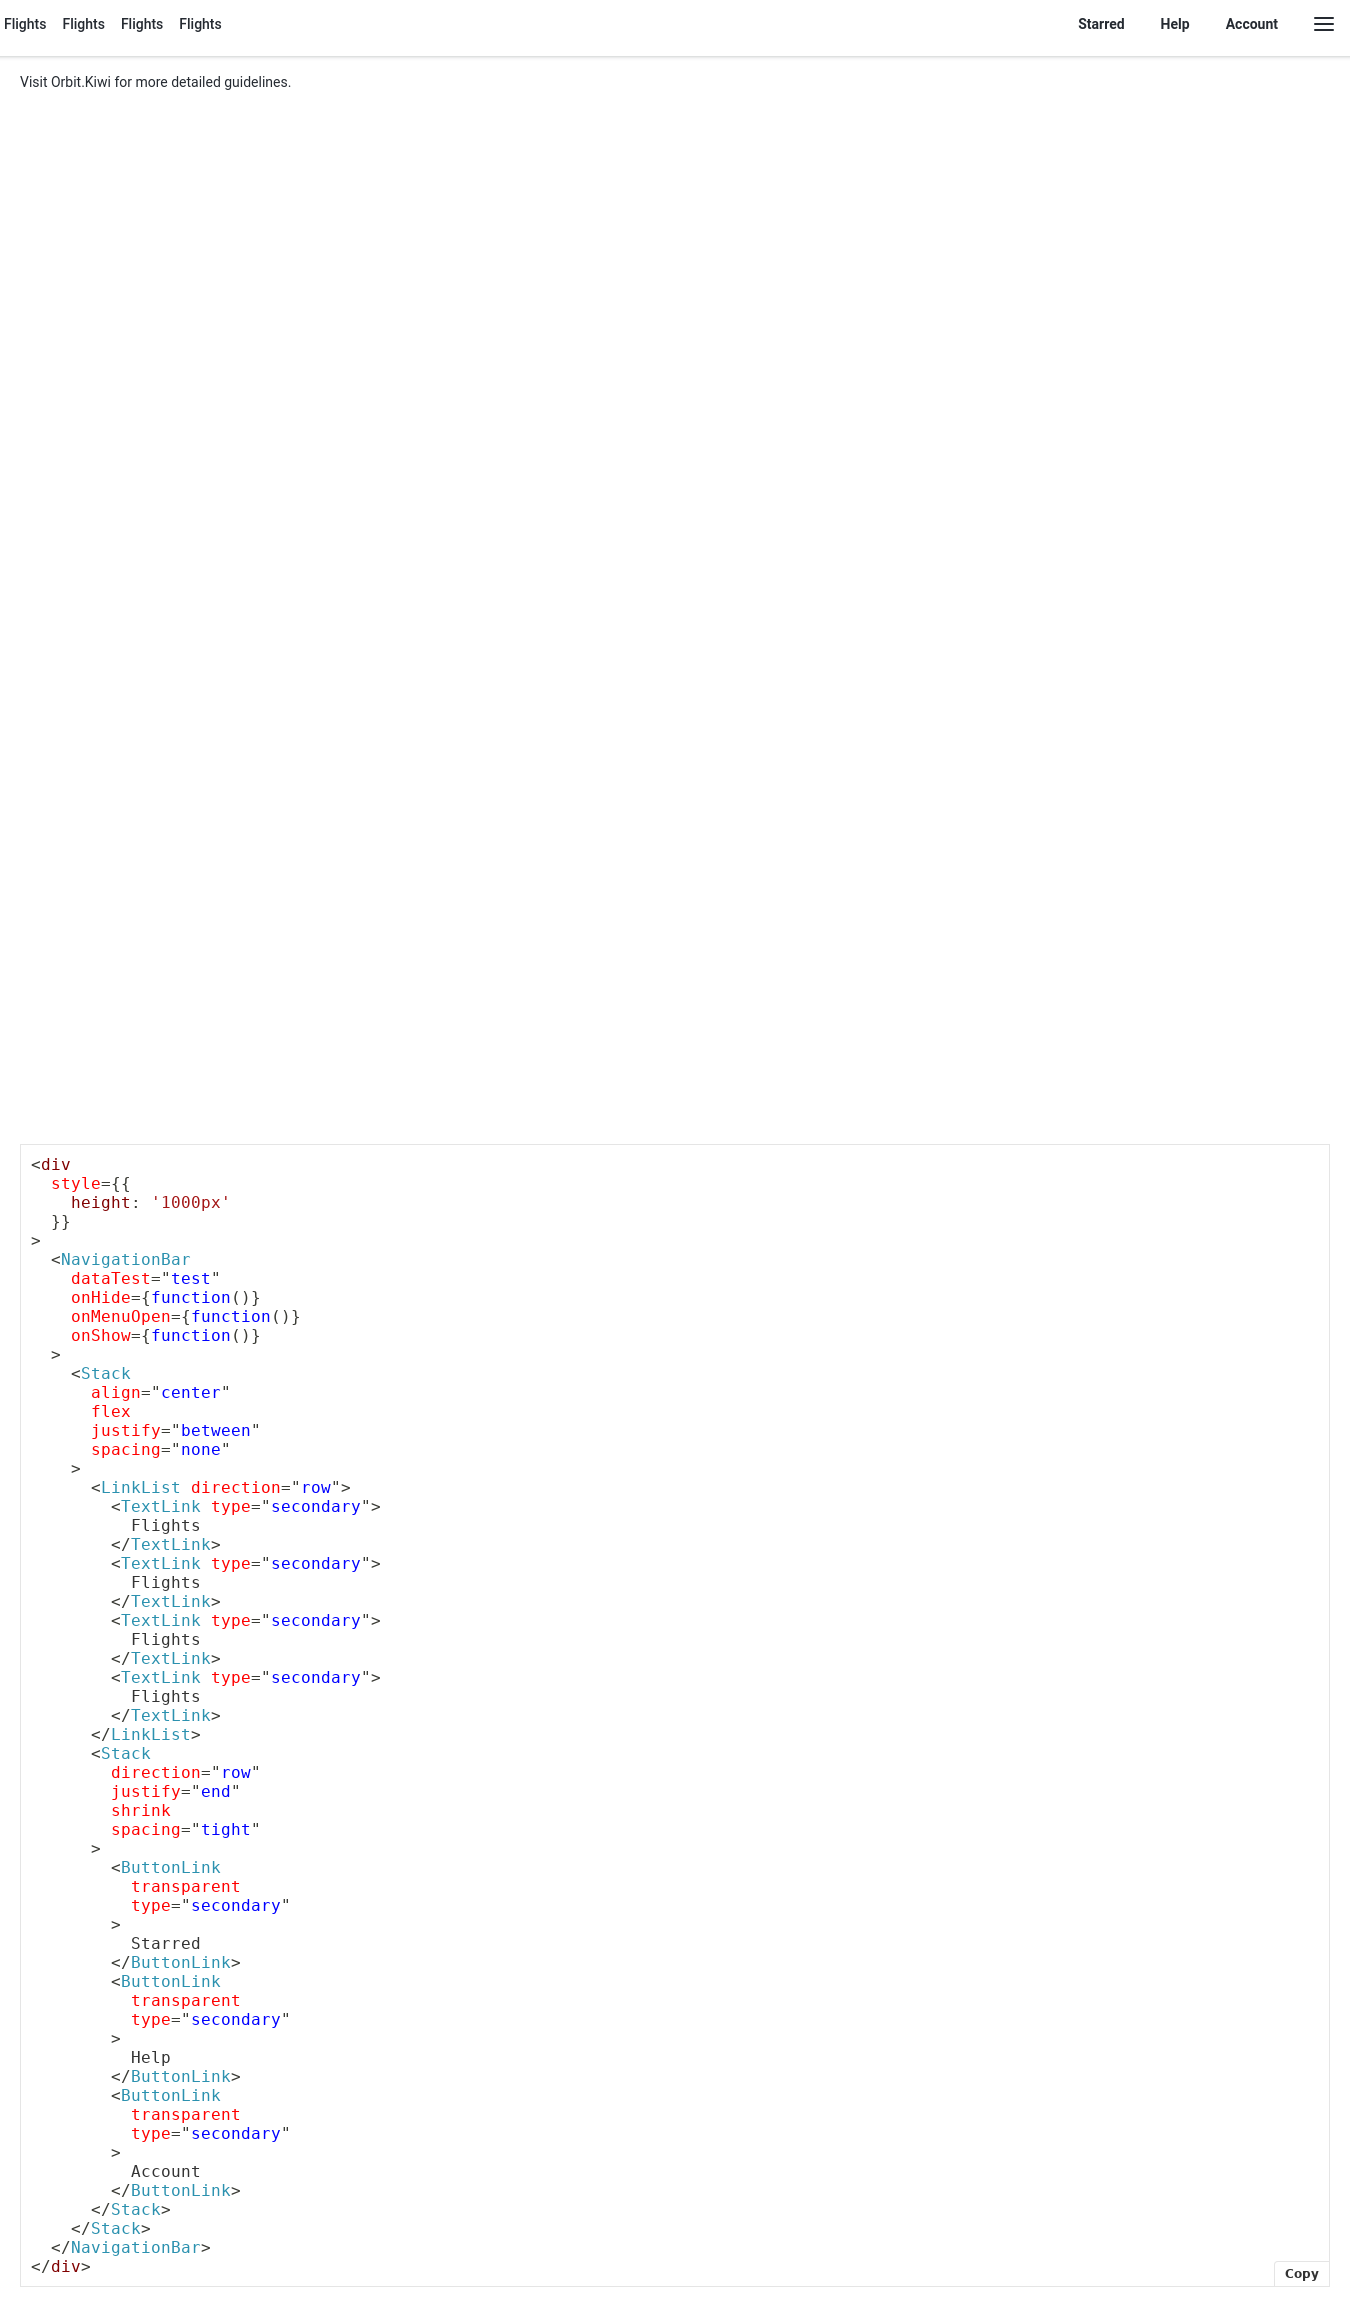 Flights Flights Flights Flights Starred Help Account
Visit Orbit.Kiwi for more detailed guidelines.
<div
  style={{
    height: '1000px'
  }}
>
  <NavigationBar
    dataTest="test"
    onHide={function()}
    onMenuOpen={function()}
    onShow={function()}
  >
    <Stack
      align="center"
      flex
      justify="between"
      spacing="none"
    >
      <LinkList direction="row">
        <TextLink type="secondary">
          Flights
        </TextLink>
        <TextLink type="secondary">
          Flights
        </TextLink>
        <TextLink type="secondary">
          Flights
        </TextLink>
        <TextLink type="secondary">
          Flights
        </TextLink>
      </LinkList>
      <Stack
        direction="row"
        justify="end"
        shrink
        spacing="tight"
      >
        <ButtonLink
          transparent
          type="secondary"
        >
          Starred
        </ButtonLink>
        <ButtonLink
          transparent
          type="secondary"
        >
          Help
        </ButtonLink>
        <ButtonLink
          transparent
          type="secondary"
        >
          Account
        </ButtonLink>
      </Stack>
    </Stack>
  </NavigationBar>
</div>
Copy